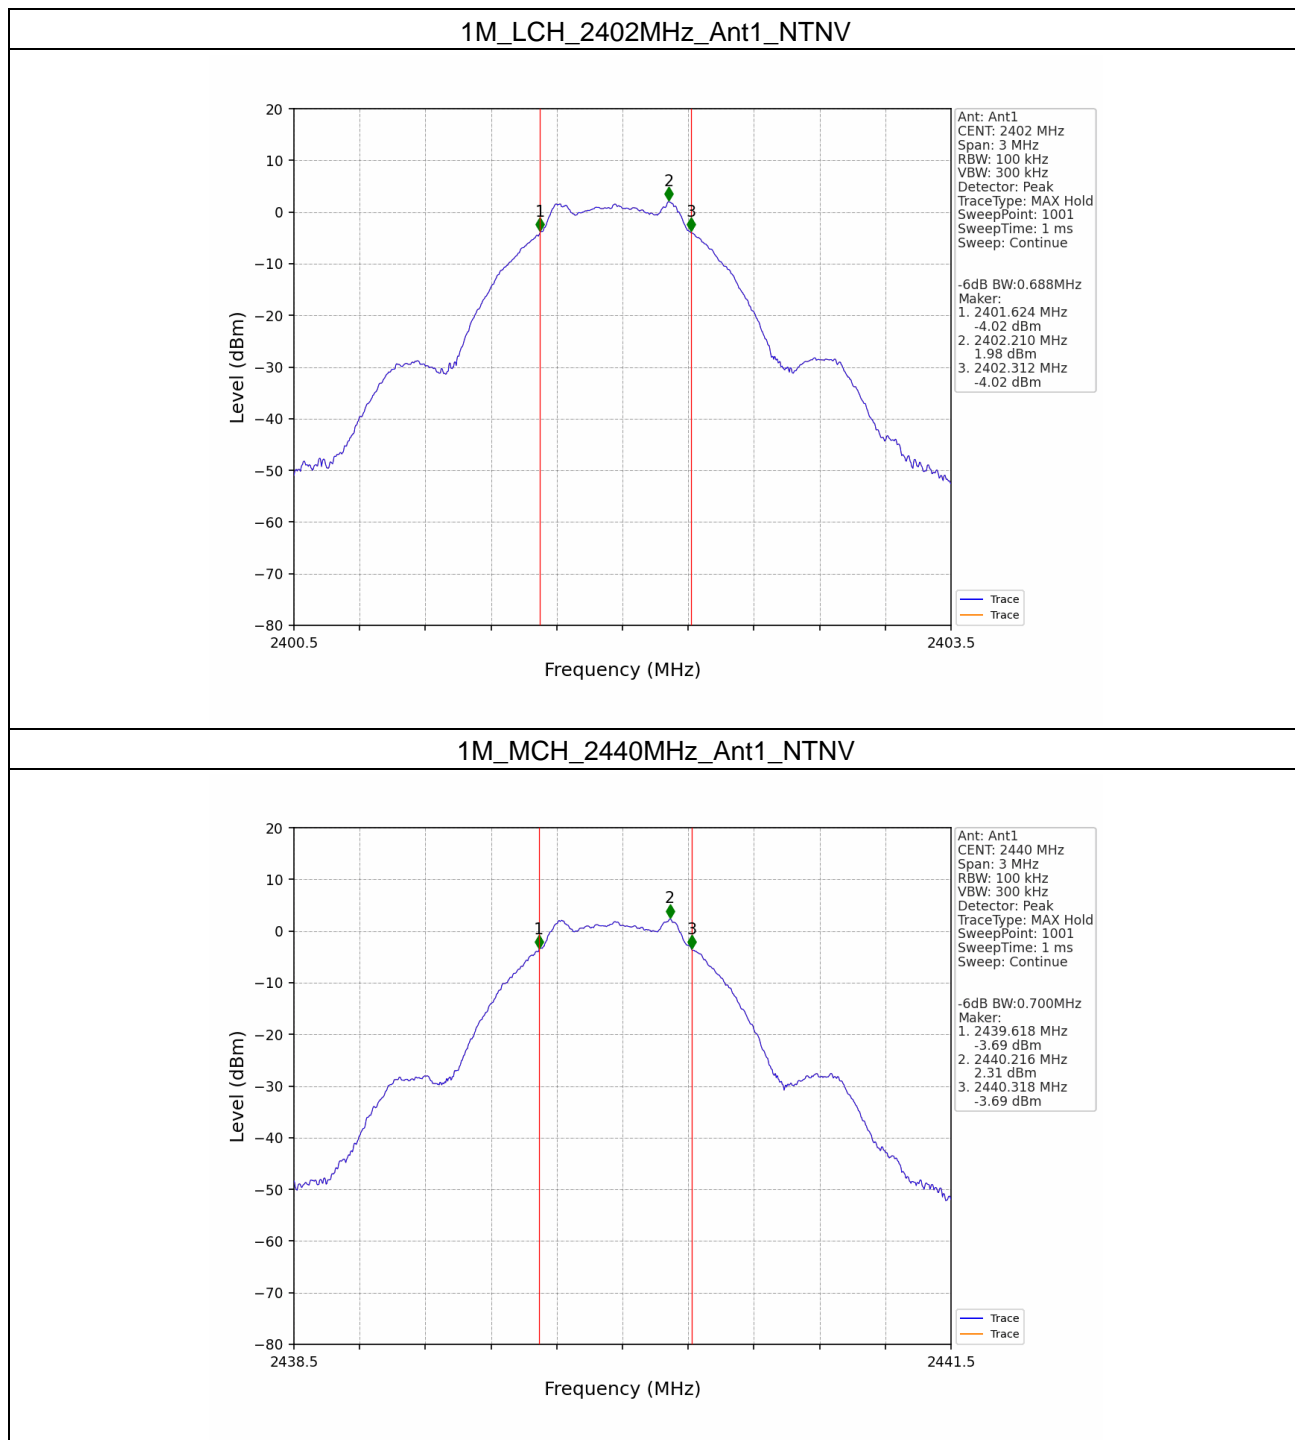 1M_LCH_2402MHz_Ant1_NTNV
20
10
0
−10
−20
−30
−40
−50
−60
−70
−80
Level (dBm)
1
2
3
2400.5
2403.5
Frequency (MHz)
Ant: Ant1
CENT: 2402 MHz
Span: 3 MHz
RBW: 100 kHz
VBW: 300 kHz
Detector: Peak
TraceType: MAX Hold
SweepPoint: 1001
SweepTime: 1 ms
Sweep: Continue
-6dB BW:0.688MHz
Maker:
1. 2401.624 MHz
-4.02 dBm
2. 2402.210 MHz
1.98 dBm
3. 2402.312 MHz
-4.02 dBm
Trace
Trace
1M_MCH_2440MHz_Ant1_NTNV
20
10
0
−10
−20
−30
−40
−50
−60
−70
−80
Level (dBm)
1
2
3
2438.5
2441.5
Frequency (MHz)
Ant: Ant1
CENT: 2440 MHz
Span: 3 MHz
RBW: 100 kHz
VBW: 300 kHz
Detector: Peak
TraceType: MAX Hold
SweepPoint: 1001
SweepTime: 1 ms
Sweep: Continue
-6dB BW:0.700MHz
Maker:
1. 2439.618 MHz
-3.69 dBm
2. 2440.216 MHz
2.31 dBm
3. 2440.318 MHz
-3.69 dBm
Trace
Trace